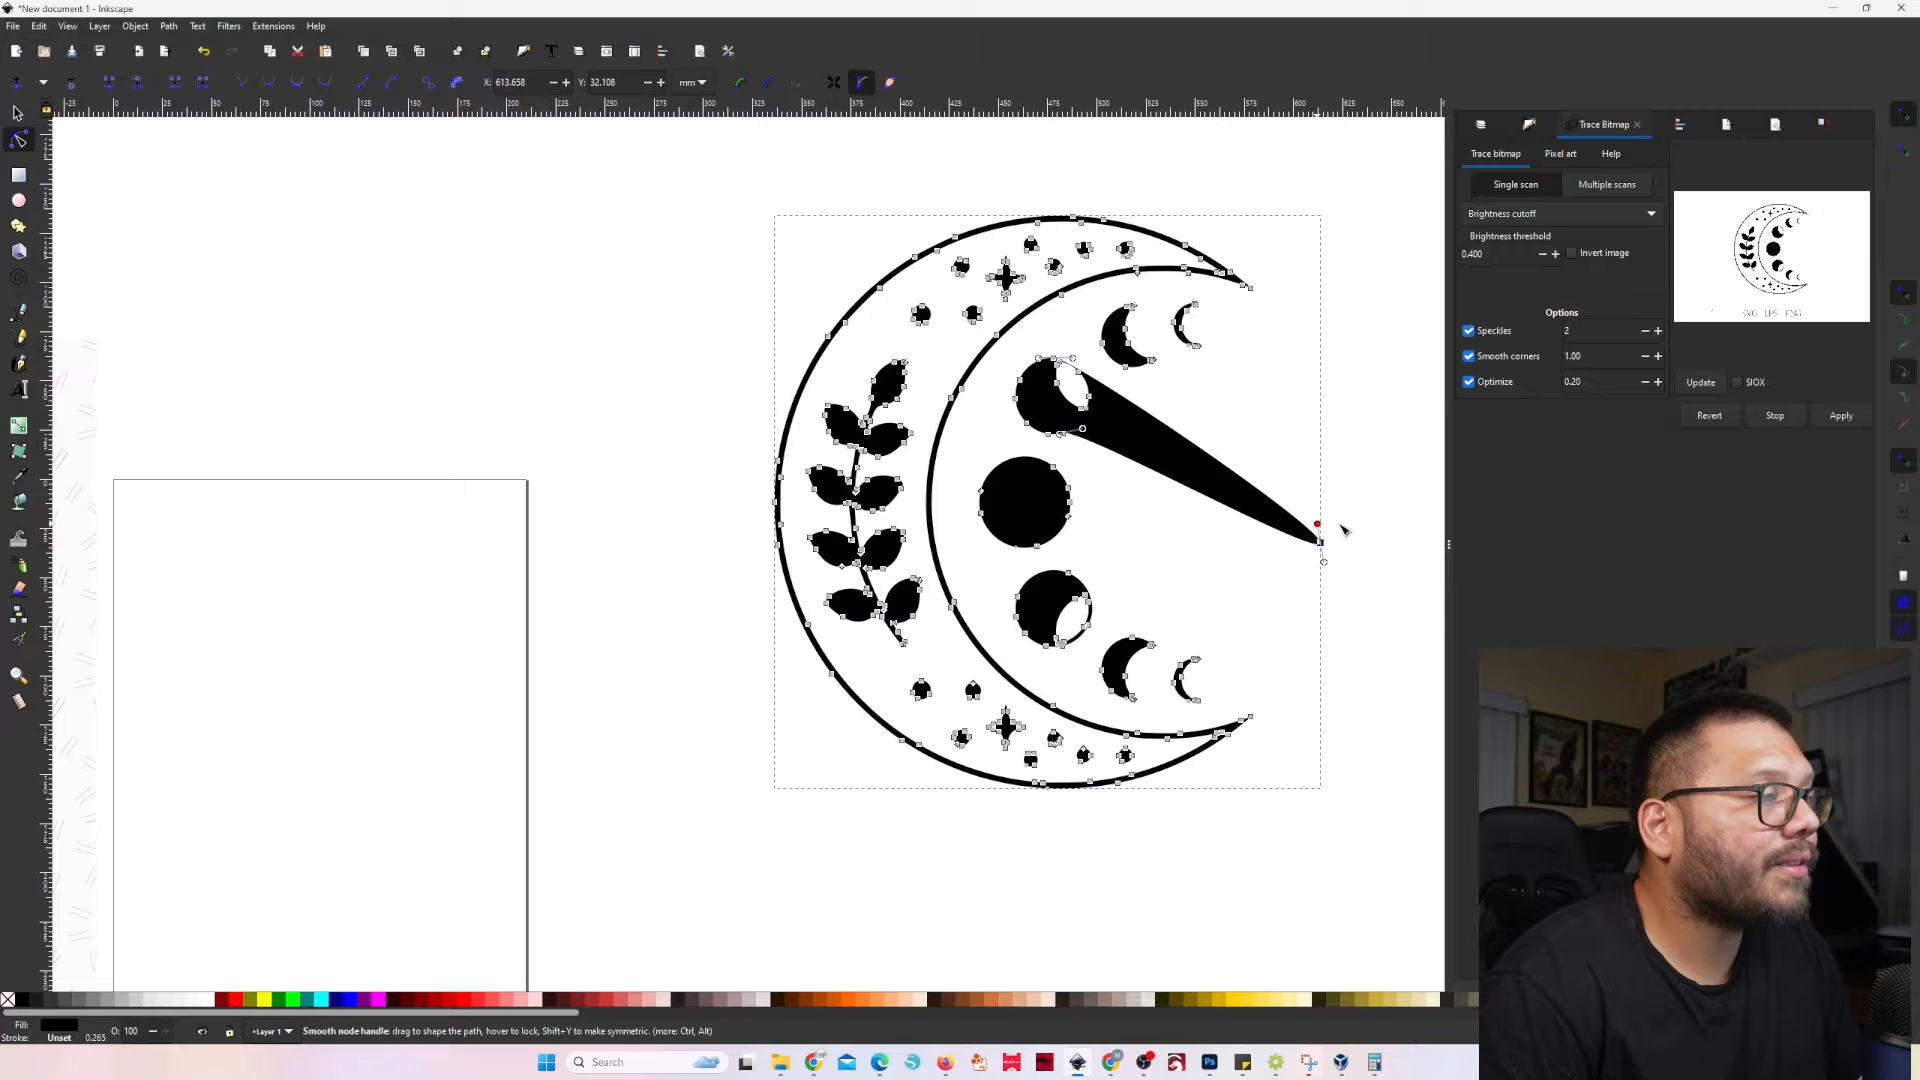 *New document 1 - Inkscape
File Edit View Layer Object Path Text Filters Extensions Help
X: 613.658 Y: 32.108 mm
Trace Bitmap
Trace bitmap Pixel art Help
Single scan Multiple scans
Brightness cutoff
Brightness threshold
0.400 Invert image
Options
Speckles 2
Smooth corners 1.00
Optimize 0.20
Update SIOX
Revert Stop Apply
Fill:
Stroke: Unset 0.265
O: 100
•Layer 1
Smooth node handle: drag to shape the path, hover to lock, Shift+Y to make symmetric. (more: Ctrl, Alt)
Search